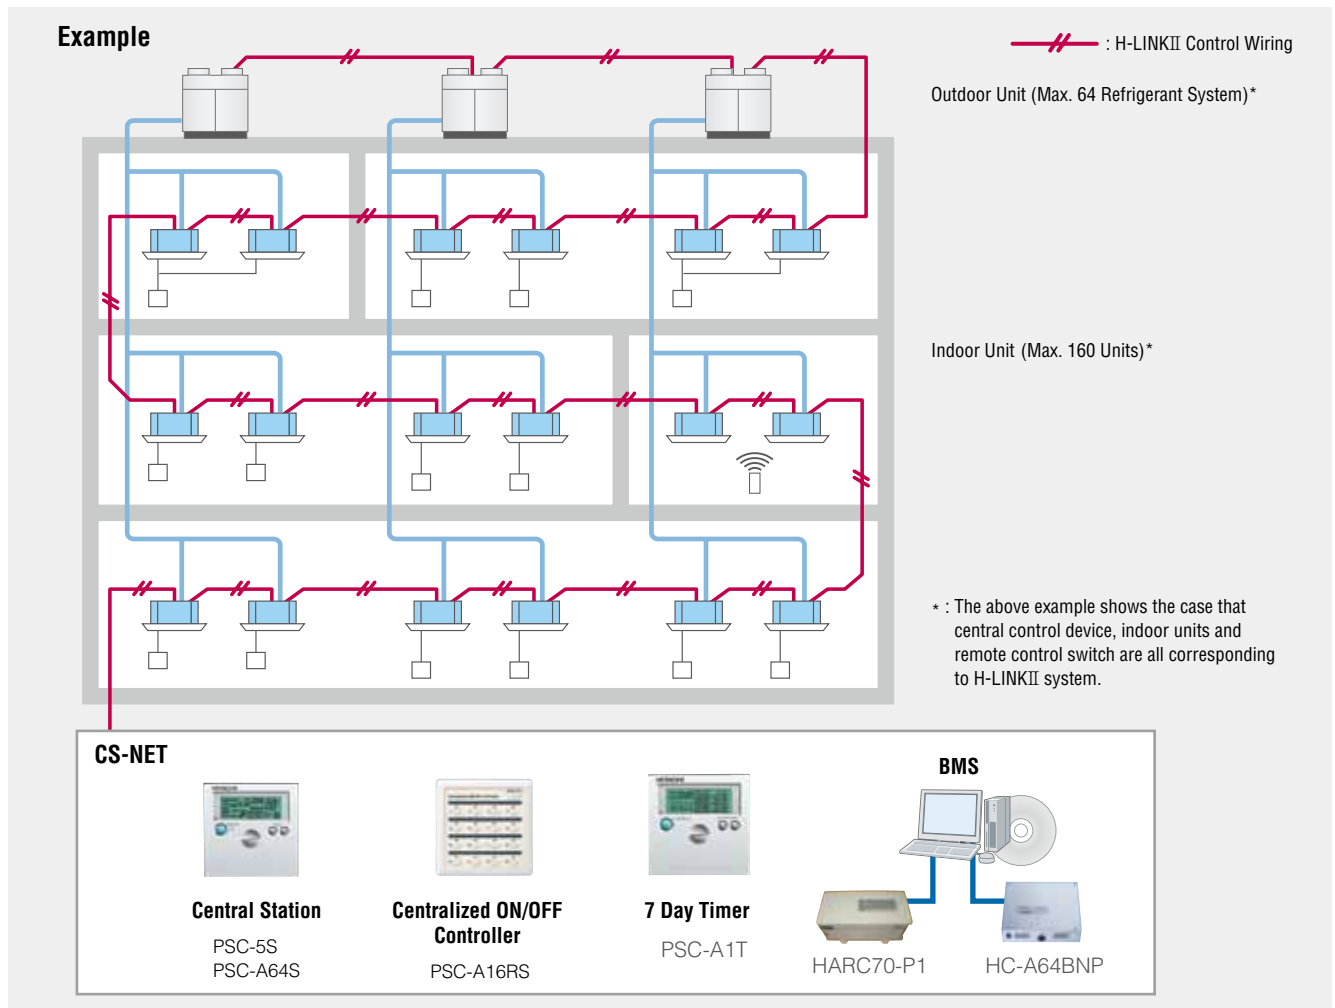 Example
: H-LINKⅡ Control Wiring
Outdoor Unit (Max. 64 Refrigerant System)*
Indoor Unit (Max. 160 Units)*
* : The above example shows the case that
central control device, indoor units and
remote control switch are all corresponding
to H-LINKⅡ system.
CS-NET
BMS
Central Station
PSC-5S
PSC-A64S
Centralized ON/OFF
Controller
PSC-A16RS
7 Day Timer
PSC-A1T
HARC70-P1
HC-A64BNP